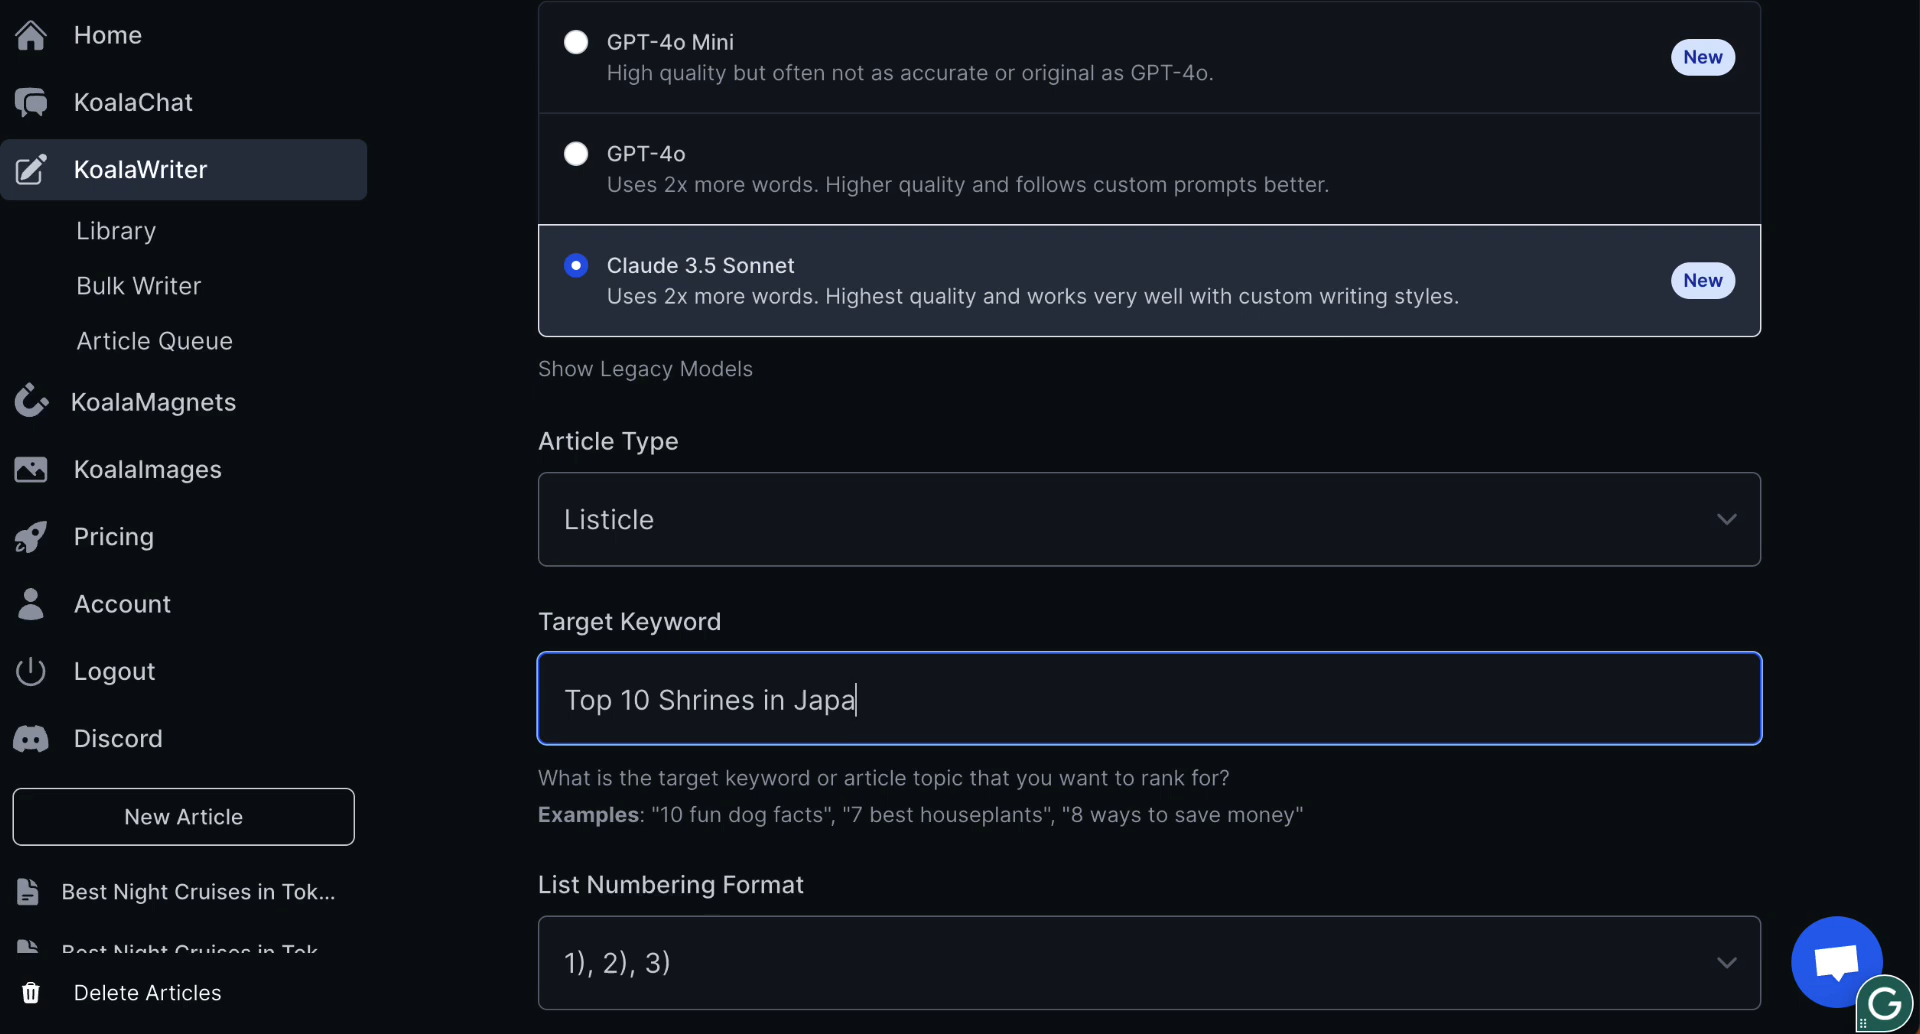 Home
KoalaChat
KoalaWriter
Library
Bulk Writer
Article Queue
KoalaMagnets
KoalaImages
Pricing
Account
Logout
Discord
New Article
Best Night Cruises in Tok...
Best Night Cruises in Tok
Delete Articles
GPT-4o Mini
High quality but often not as accurate or original as GPT-4o.
New
GPT-4o
Uses 2x more words. Higher quality and follows custom prompts better.
Claude 3.5 Sonnet
Uses 2x more words. Highest quality and works very well with custom writing styles.
New
Show Legacy Models
Article Type
Listicle
Target Keyword
Top 10 Shrines in Japa
What is the target keyword or article topic that you want to rank for?
Examples: "10 fun dog facts", "7 best houseplants", "8 ways to save money"
List Numbering Format
1), 2), 3)
G